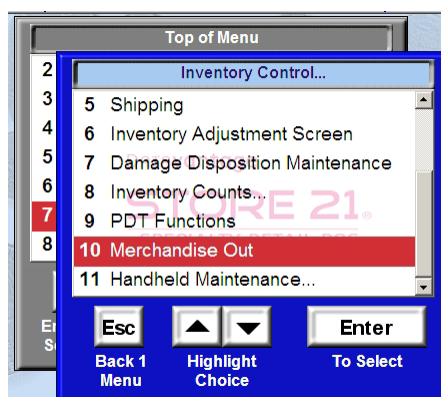 Top of Menu
2
3
4
5
6
7
8
Inventory Control...
5 Shipping
6 Inventory Adjustment Screen
7 Damage Disposition Maintenance
8 Inventory Counts...
9 PDT Functions
STORE 21®
10 Merchandise Out
11 Handheld Maintenance...
Esc
Enter
Back 1
Menu
Highlight
Choice
To Select